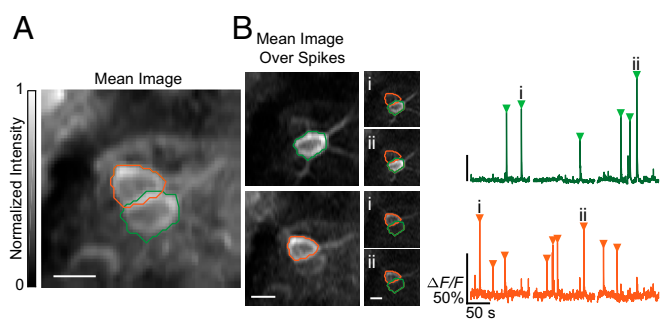 A
B
Mean Image
Over Spikes
Mean Image
1
Normalized Intensity
0
i
ii
i
ii
i
ii
i
ii
ΔF/F
50%
50 s